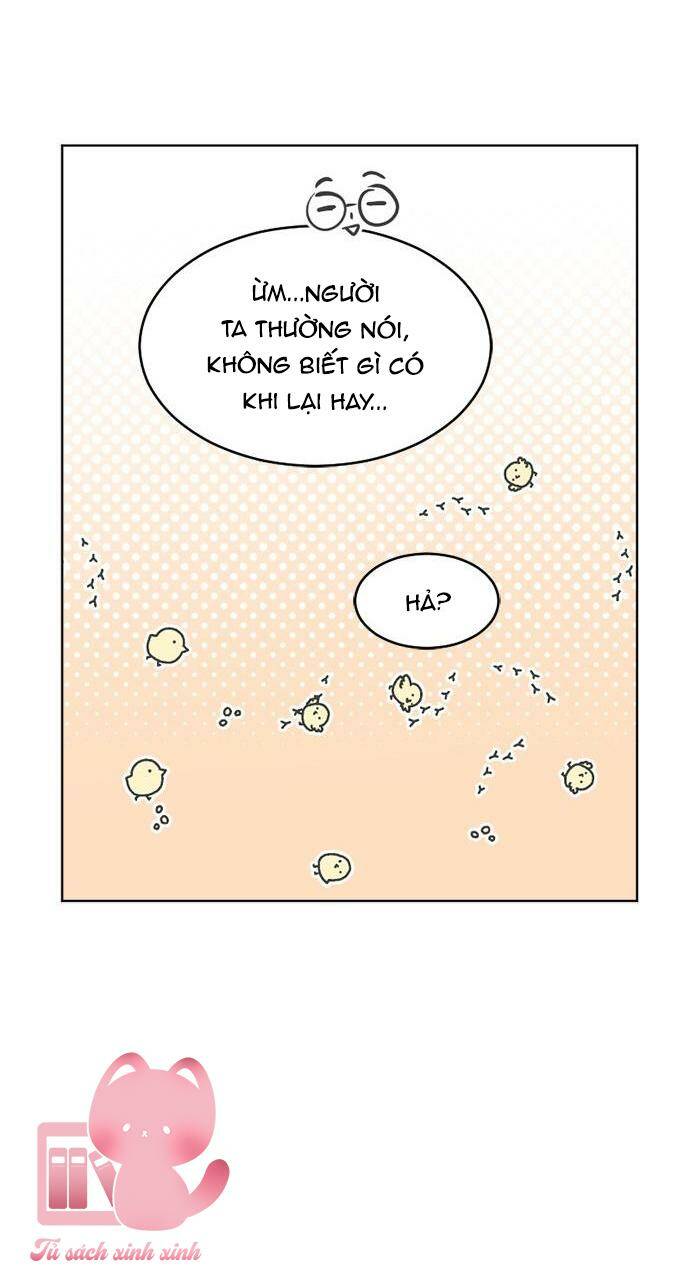 ỪM...NGƯỜI
TA THƯỜNG NÓI,
KHÔNG BIẾT GÌ CÓ
KHI LẠI HAY...
HẢ?
Tủ sách xinh xinh